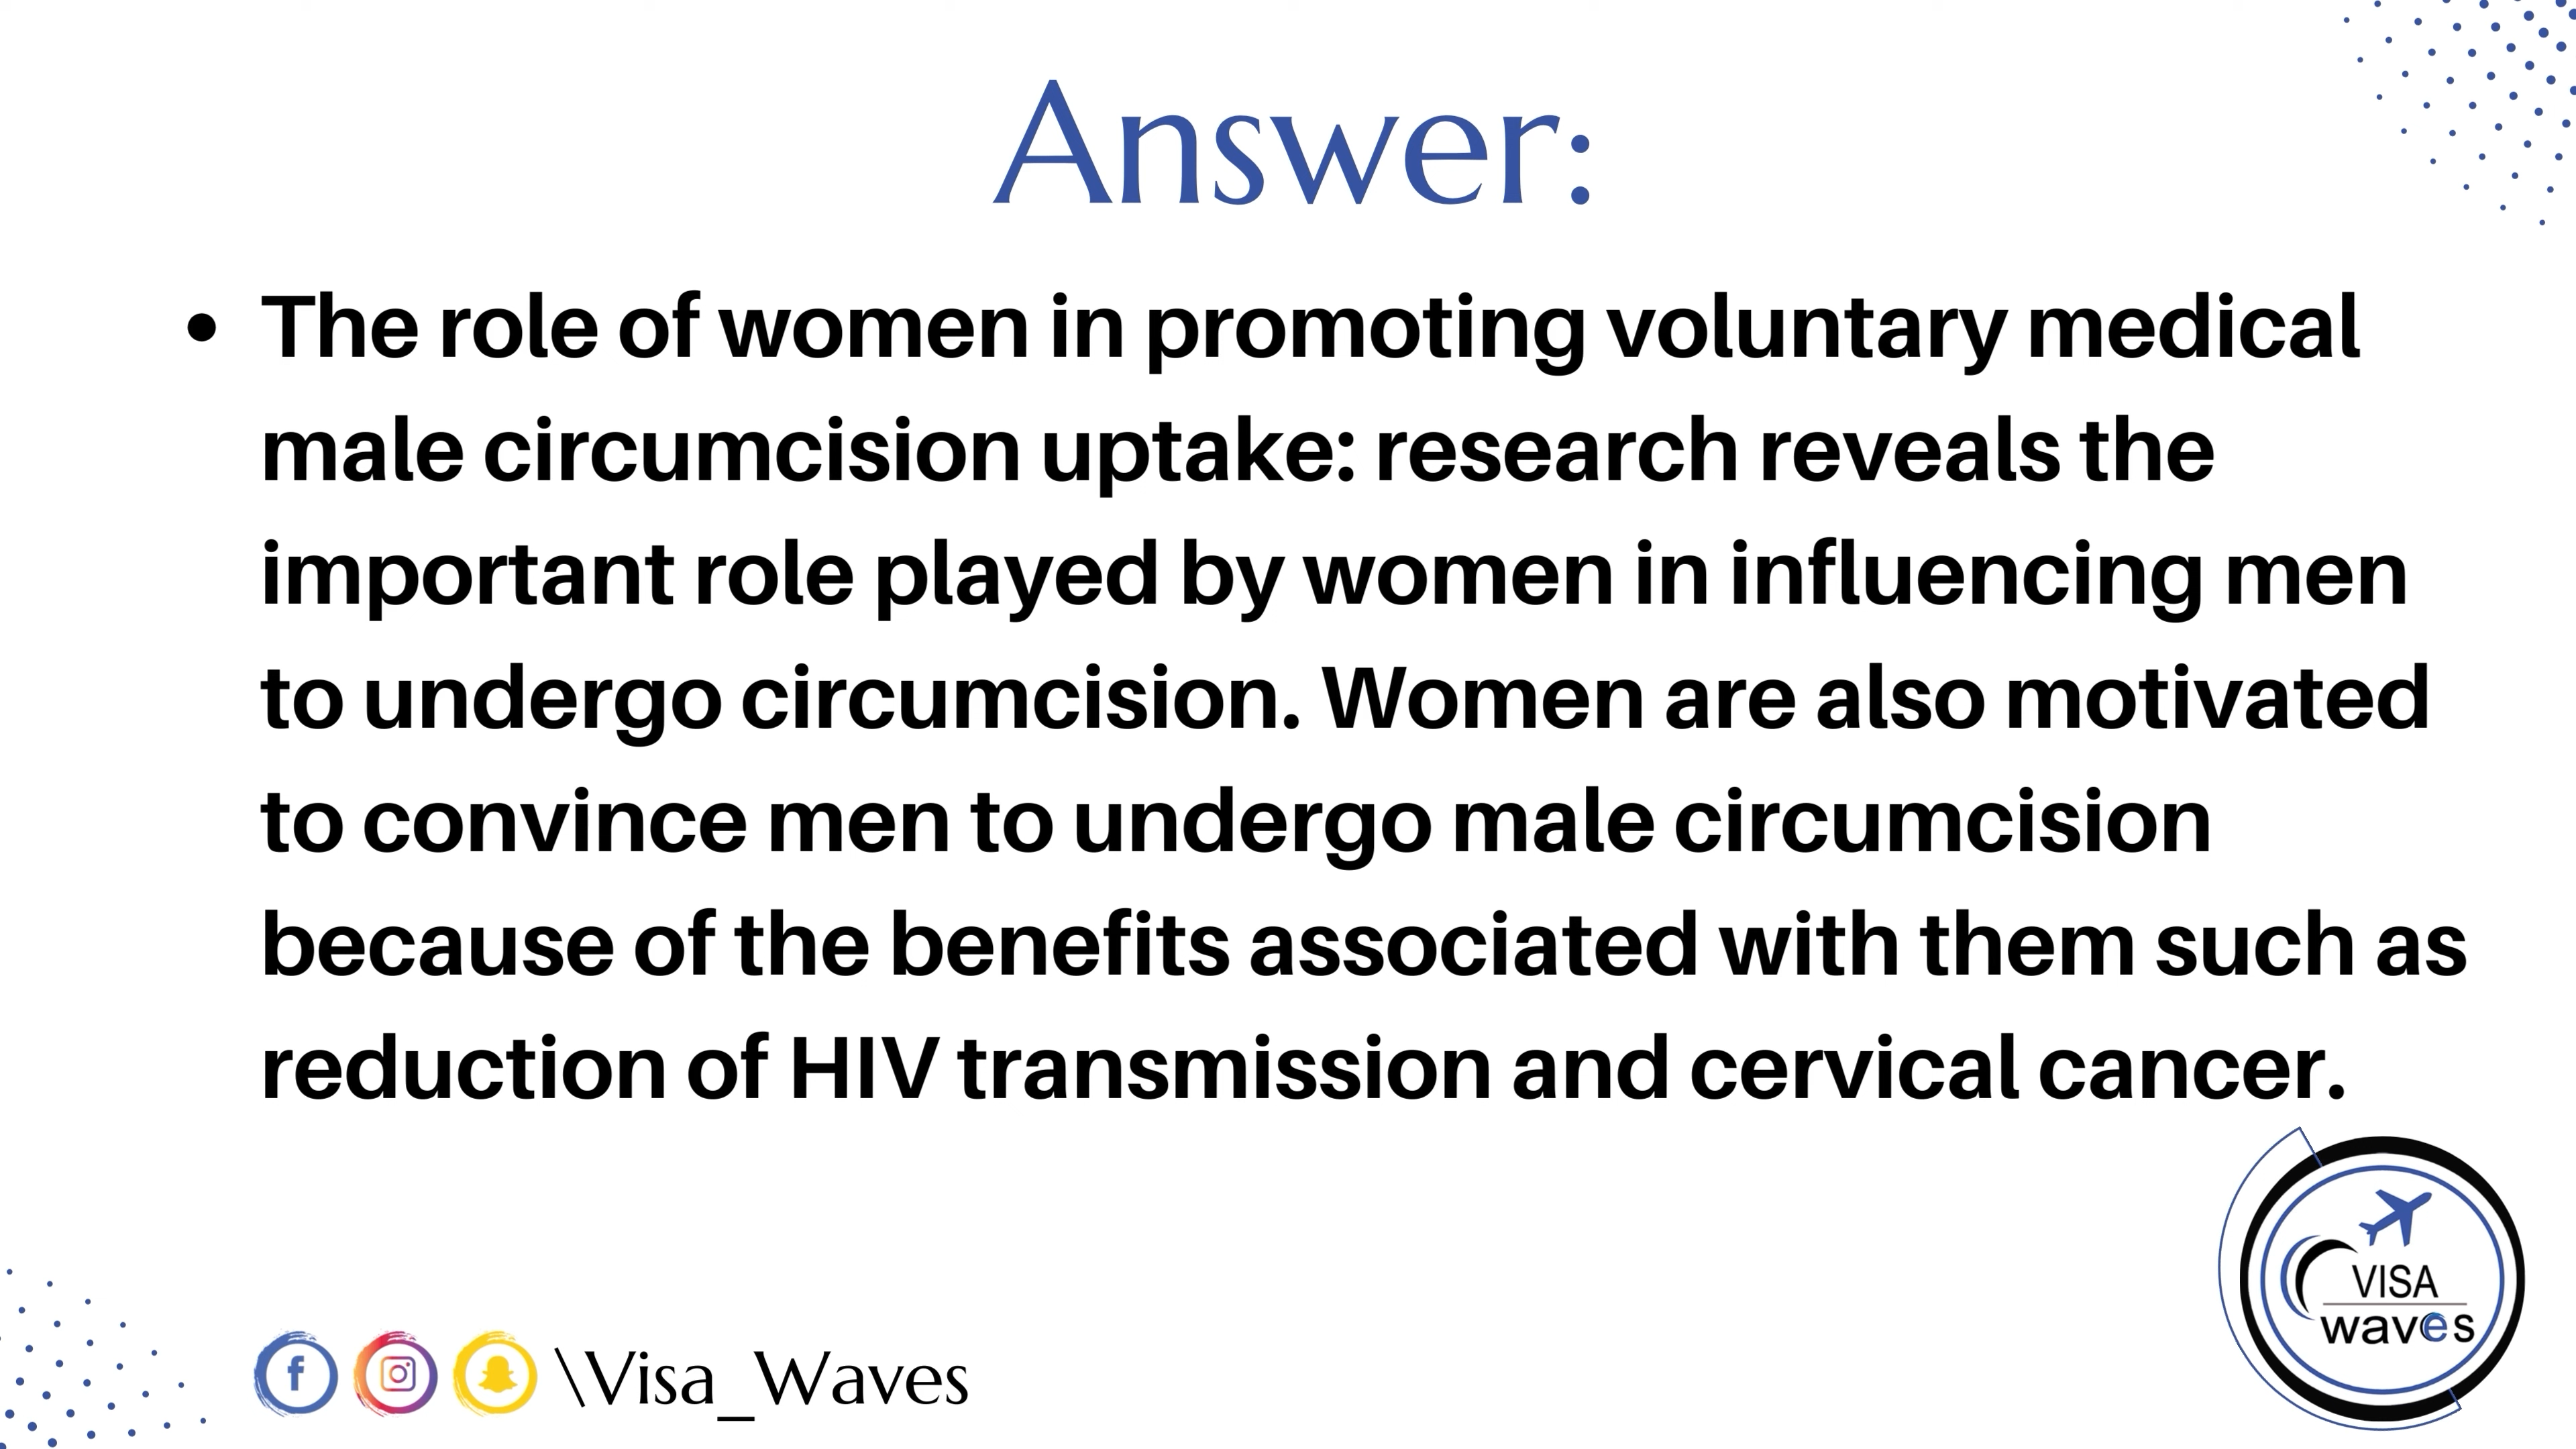 Answer:
• The role of women in promoting voluntary medical
male circumcision uptake: research reveals the
important role played by women in influencing men
to undergo circumcision. Women are also motivated
to convince men to undergo male circumcision
because of the benefits associated with them such as
reduction of HIV transmission and cervical cancer.
VISA
waves
\Visa_Waves